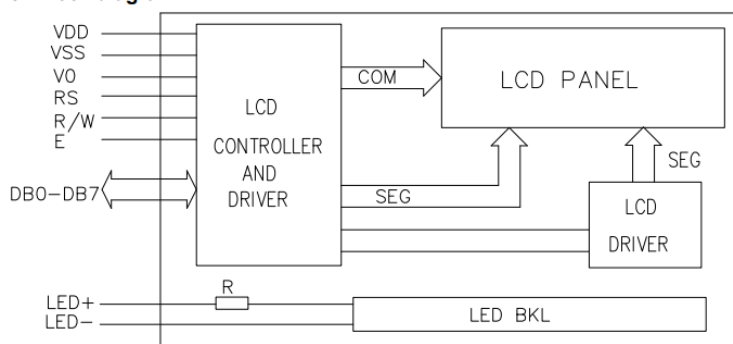 VDD
VSS
V0
RS
R/W
E
DB0-DB7
LED+
LED-
LCD
CONTROLLER
AND
DRIVER
COM
SEG
LCD PANEL
SEG
LCD
DRIVER
R
LED BKL